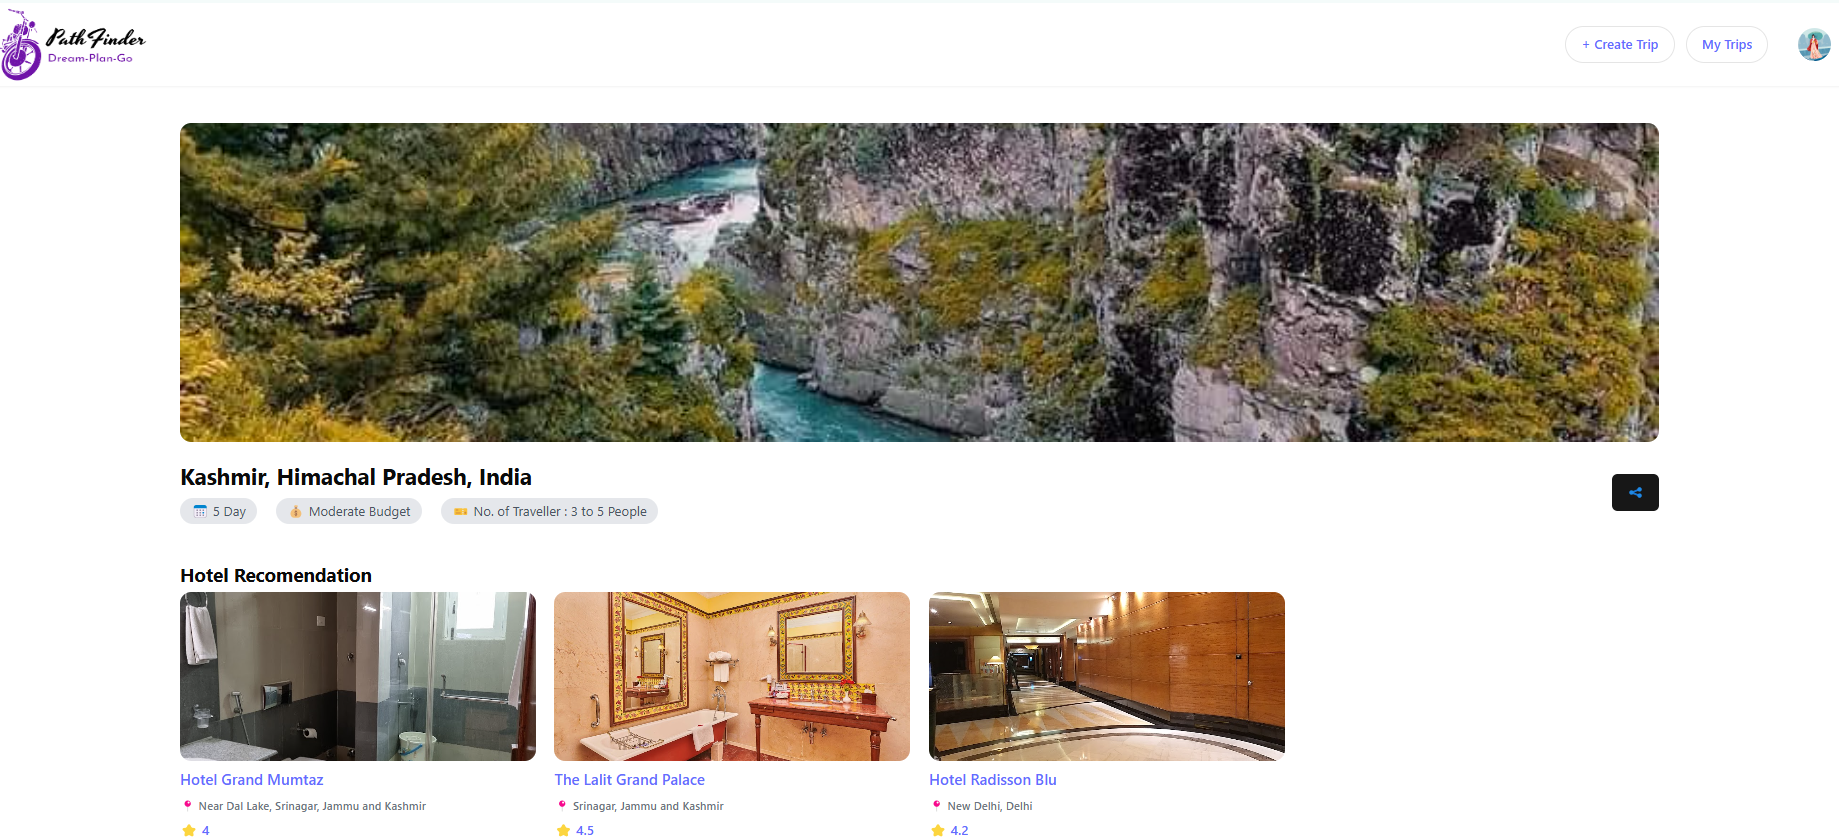 Path Finder
Dream-Plan-Go
+ Create Trip
My Trips
Kashmir, Himachal Pradesh, India
5 Day
Moderate Budget
No. of Traveller : 3 to 5 People
Hotel Recomendation
Hotel Grand Mumtaz
Near Dal Lake, Srinagar, Jammu and Kashmir
4
The Lalit Grand Palace
Srinagar, Jammu and Kashmir
4.5
Hotel Radisson Blu
New Delhi, Delhi
4.2